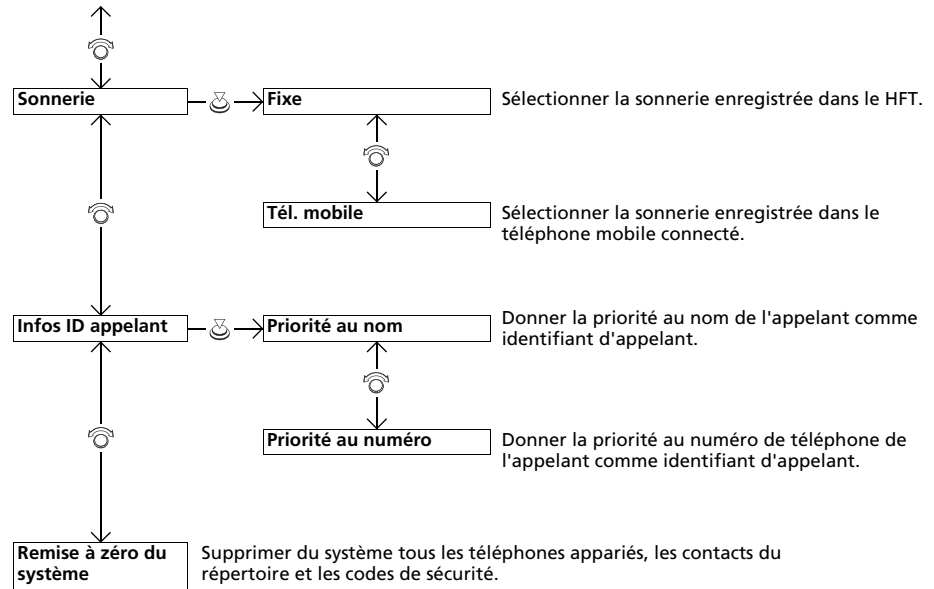 Sonnerie
Fixe
Sélectionner la sonnerie enregistrée dans le HFT.
Tél. mobile
Sélectionner la sonnerie enregistrée dans le
téléphone mobile connecté.
Infos ID appelant
Priorité au nom
Donner la priorité au nom de l'appelant comme
identifiant d'appelant.
Priorité au numéro
Donner la priorité au numéro de téléphone de
l'appelant comme identifiant d'appelant.
Remise à zéro du
système
Supprimer du système tous les téléphones appariés, les contacts du
répertoire et les codes de sécurité.